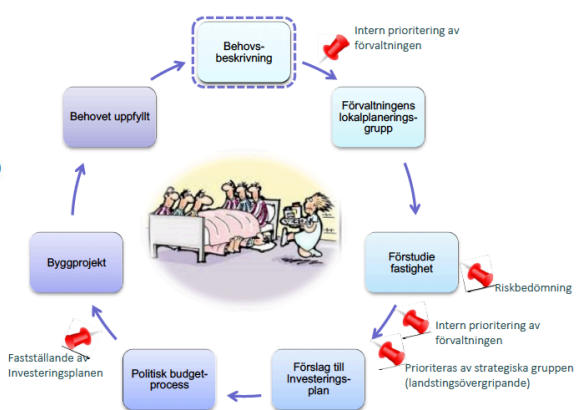 Behovs-
beskrivning
Intern prioritering av
förvaltningen
Förvaltningens
lokalplanerings-
grupp
Förstudie
fastighet
Riskbedömning
Intern prioritering av
förvaltningen
Prioriteras av strategiska gruppen
(landstingsövergripande)
Förslag till
Investerings-
plan
Politisk budget-
process
Fastställande av
Investeringsplanen
Byggprojekt
Behovet uppfyllt